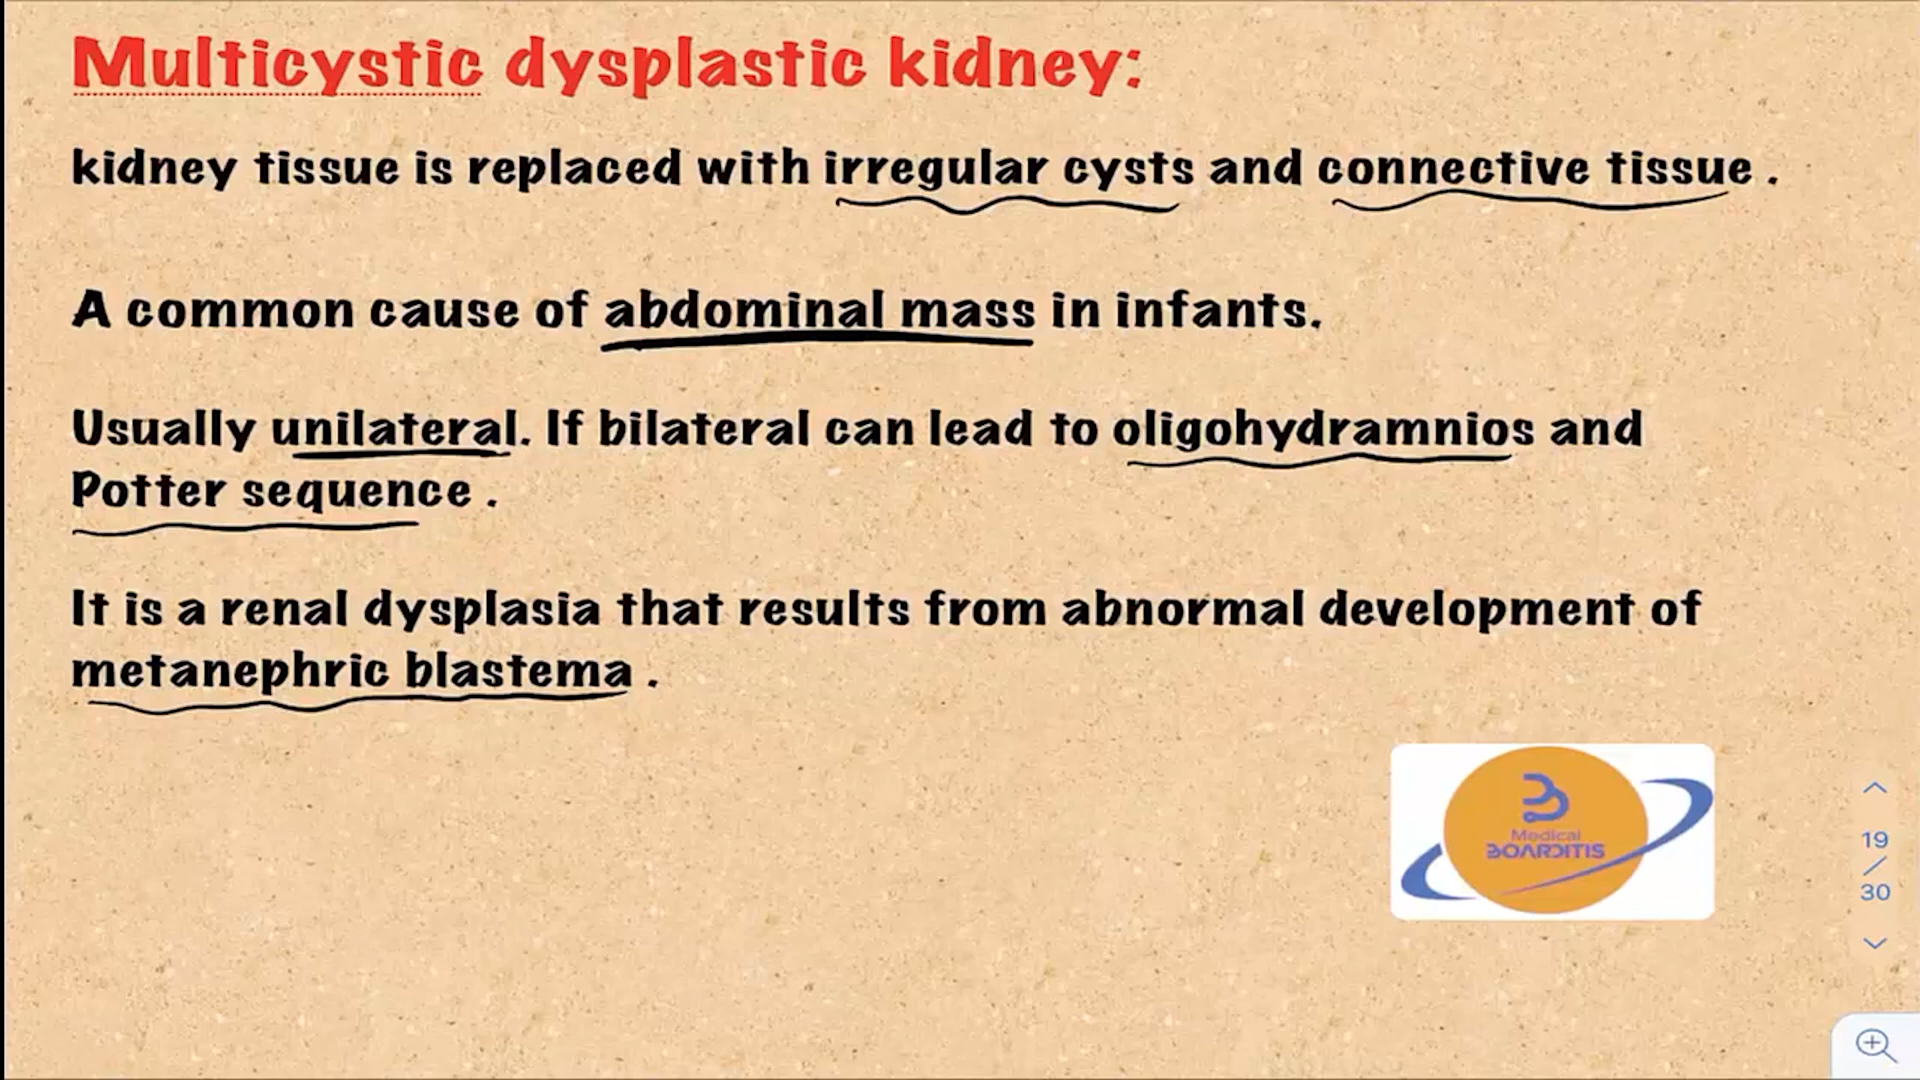 Multicystic dysplastic kidney:
kidney tissue is replaced with irregular cysts and connective tissue .
A common cause of abdominal mass in infants.
Usually unilateral. If bilateral can lead to oligohydramnios and
Potter sequence .
It is a renal dysplasia that results from abnormal development of
metanephric blastema .
Medical
BOARDITIS
19
/
30